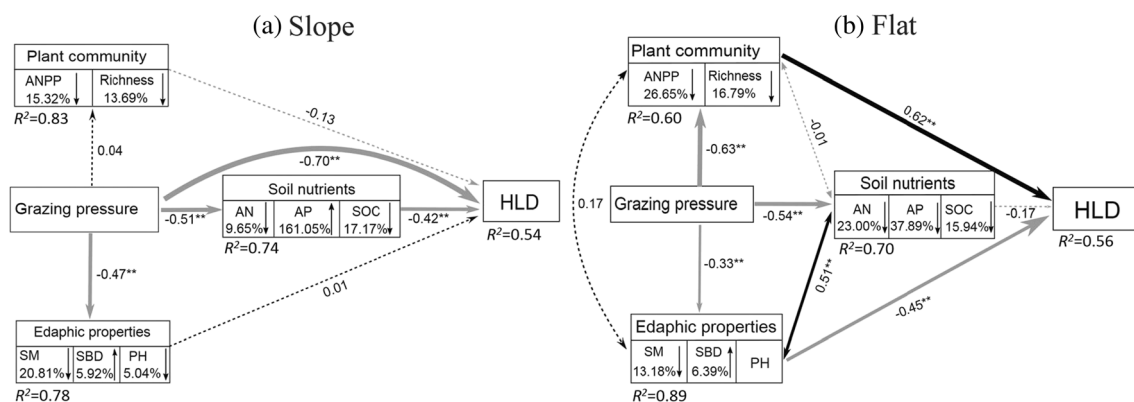 (a) Slope
Plant community
ANPP
15.32%
Richness
13.69%
R²=0.83
0.04
-0.13
-0.70**
Grazing pressure
-0.51**
Soil nutrients
AN
9.65%
AP
161.05%
SOC
17.17%
R²=0.74
-0.42**
HLD
R²=0.54
-0.47**
0.01
Edaphic properties
SM
20.81%
SBD
5.92%
PH
5.04%
R²=0.78
(b) Flat
Plant community
ANPP
26.65%
Richness
16.79%
R²=0.60
0.62**
-0.01
-0.63**
0.17
Grazing pressure
-0.54**
Soil nutrients
AN
23.00%
AP
37.89%
SOC
15.94%
R²=0.70
-0.17
HLD
R²=0.56
-0.33**
0.51**
-0.45**
Edaphic properties
SM
13.18%
SBD
6.39%
PH
R²=0.89